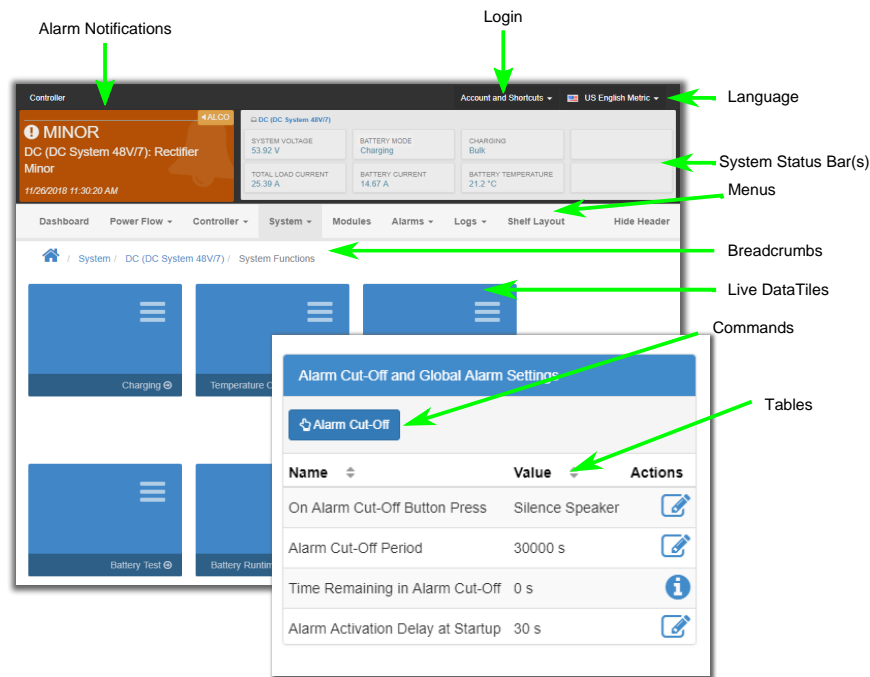 Alarm Notifications
Login
Controller
Account and Shortcuts
US English Metric
Language
ALCO
MINOR
DC (DC System 48V/7): Rectifier
Minor
11/26/2018 11:30:20 AM
DC (DC System 48V/7)
SYSTEM VOLTAGE
53.92 V
BATTERY MODE
Charging
CHARGING
Bulk
TOTAL LOAD CURRENT
25.39 A
BATTERY CURRENT
14.67 A
BATTERY TEMPERATURE
21.2 °C
System Status Bar(s)
Menus
Dashboard Power Flow Controller System Modules Alarms Logs Shelf Layout Hide Header
/ System / DC (DC System 48V/7) / System Functions
Breadcrumbs
Live DataTiles
Commands
Charging
Temperature
Battery Test
Battery
Alarm Cut-Off and Global Alarm Settings
Alarm Cut-Off
Tables
Name Value Actions
On Alarm Cut-Off Button Press Silence Speaker
Alarm Cut-Off Period 30000 s
Time Remaining in Alarm Cut-Off 0 s
Alarm Activation Delay at Startup 30 s